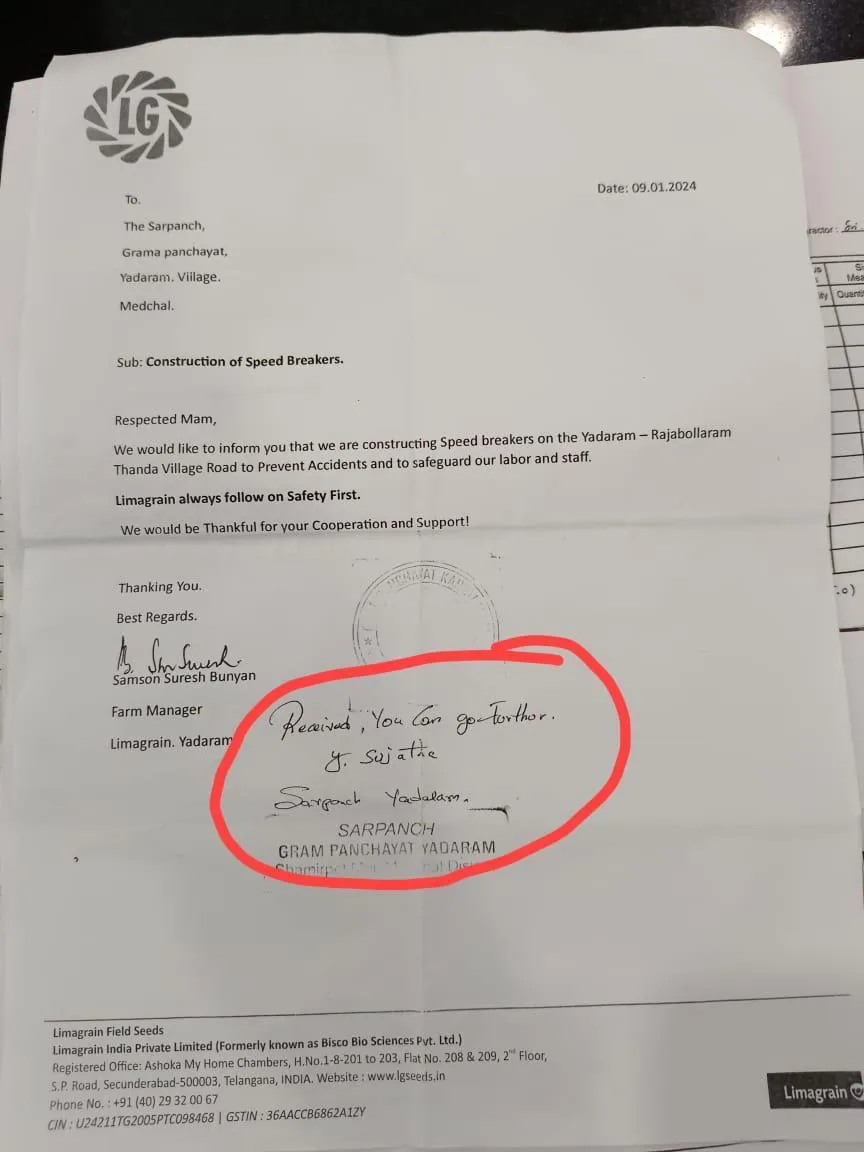 LG
Date: 09.01.2024
To.
The Sarpanch,
Grama panchayat,
Yadaram. Viilage.
Medchal.
Sub: Construction of Speed Breakers.
Respected Mam,
We would like to inform you that we are constructing Speed breakers on the Yadaram – Rajabollaram
Thanda Village Road to Prevent Accidents and to safeguard our labor and staff.
Limagrain always follow on Safety First.
We would be Thankful for your Cooperation and Support!
Thanking You.
Best Regards.
Samson Suresh Bunyan
Farm Manager
Limagrain. Yadaram
Received, You Can go Forthor.
Y. Sujatha
Sarpanch Yadalam.
SARPANCH
GRAM PANCHAYAT YADARAM
Limagrain Field Seeds
Limagrain India Private Limited (Formerly known as Bisco Bio Sciences Pvt. Ltd.)
Registered Office: Ashoka My Home Chambers, H.No.1-8-201 to 203, Flat No. 208 & 209, 2nd Floor,
S.P. Road, Secunderabad-500003, Telangana, INDIA. Website : www.lgseeds.in
Phone No. : +91 (40) 29 32 00 67
CIN : U24211TG2005PTC098468 | GSTIN : 36AACCB6862A1ZY
Limagrain